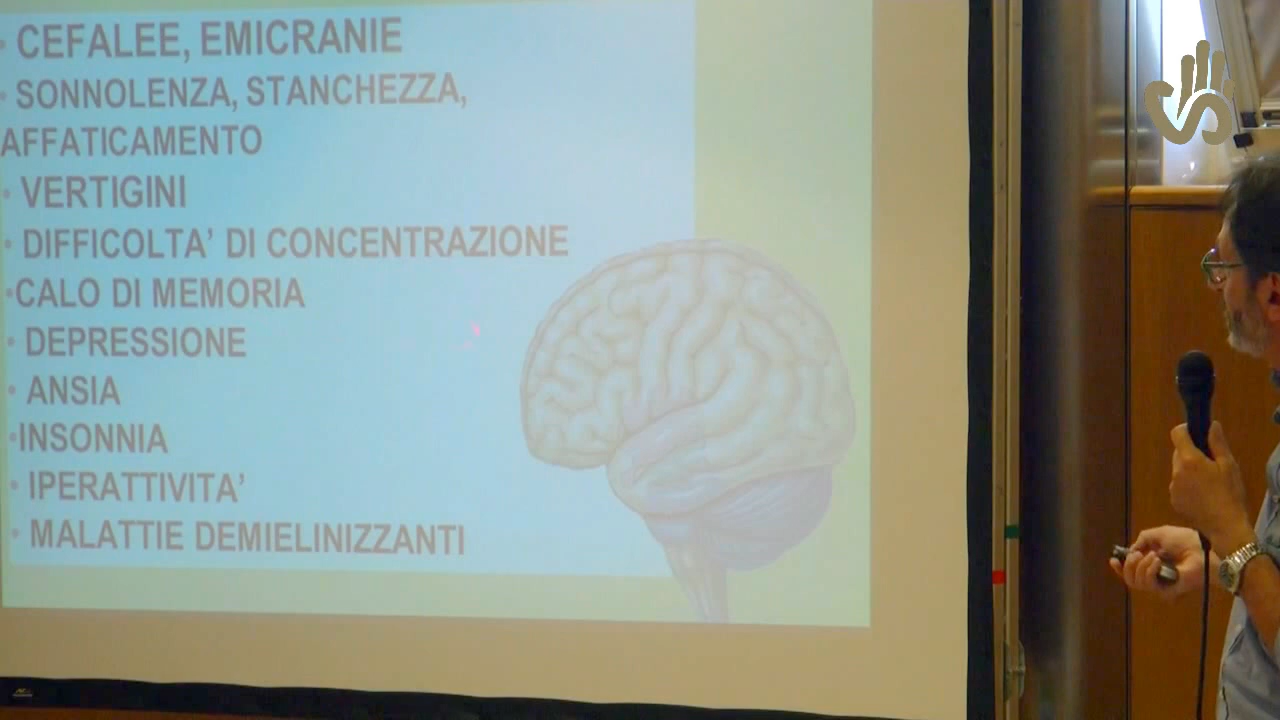 · CEFALEE, EMICRANIE
· SONNOLENZA, STANCHEZZA,
AFFATICAMENTO
· VERTIGINI
· DIFFICOLTA' DI CONCENTRAZIONE
·CALO DI MEMORIA
· DEPRESSIONE
· ANSIA
·INSONNIA
· IPERATTIVITA'
· MALATTIE DEMIELINIZZANTI